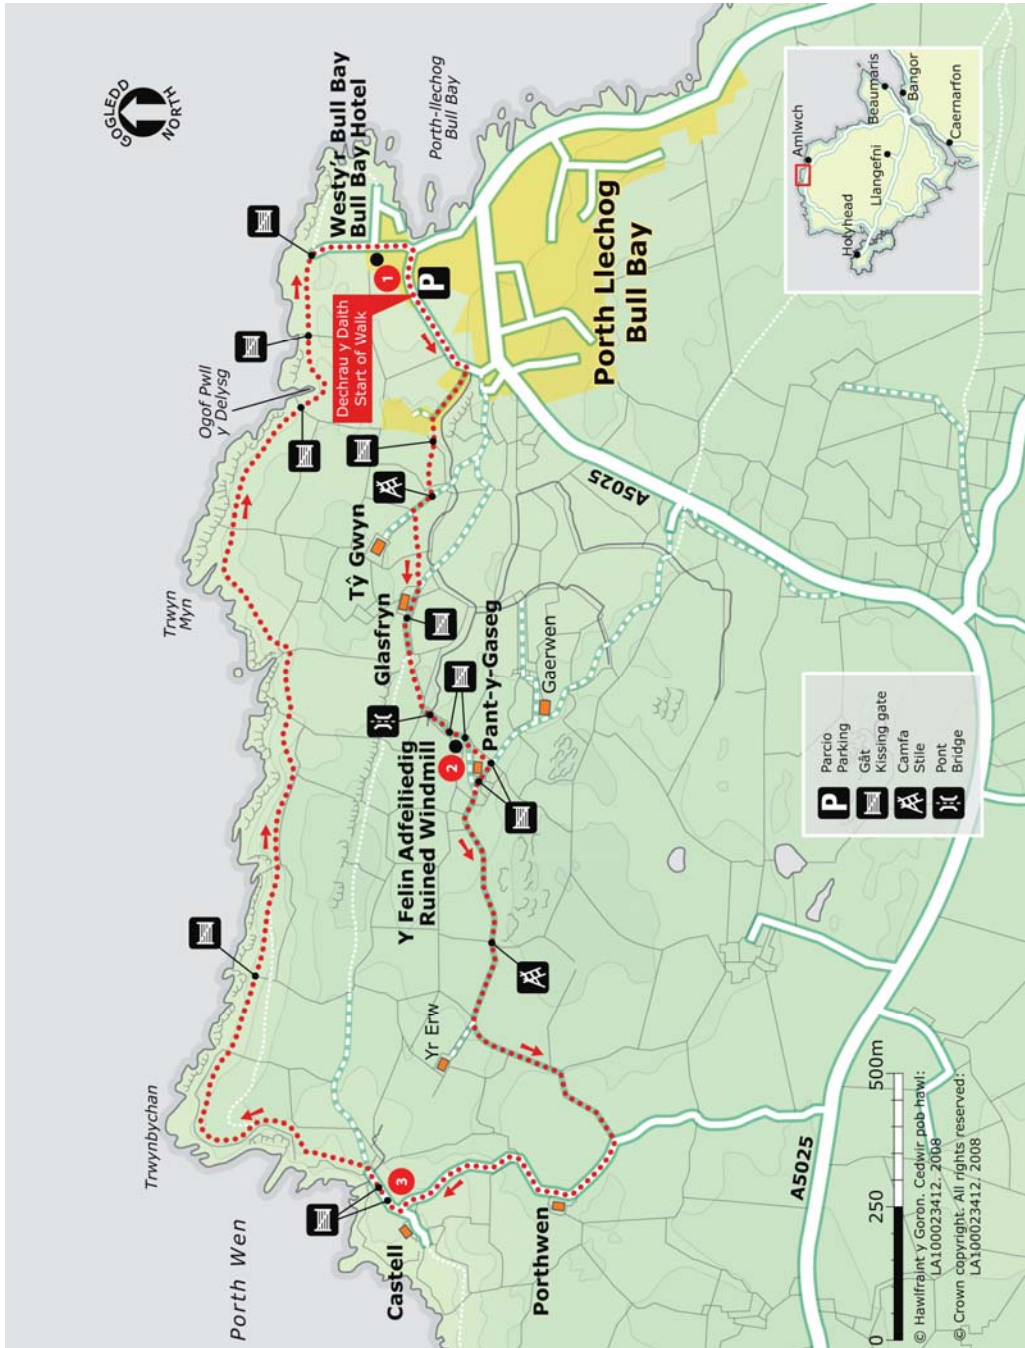 GOGLEDD
NORTH
Porth Wen
Trwynbychan
Trwyn
Myn
Ogof Pwll
y Delysg
Westy'r Bull Bay
Bull Bay Hotel
Porth-llechog
Bull Bay
1
Dechrau y Daith
Start of Walk
P
Porth Llechog
Bull Bay
Tŷ Gwyn
Glasfryn
Y Felin Adfeiliedig
Ruined Windmill
2
Pant-y-Gaseg
Gaerwen
Yr Erw
3
Castell
Porthwen
A5025
A5025
P
Parcio
Parking
Gât
Kissing gate
Camfa
Stile
Pont
Bridge
Amlwch
Holyhead
Llangefni
Beaumaris
Bangor
Caernarfon
0
250
500m
© Hawlfraint y Goron. Cedwir pob hawl:
LA100023412. 2008
© Crown copyright. All rights reserved:
LA100023412, 2008